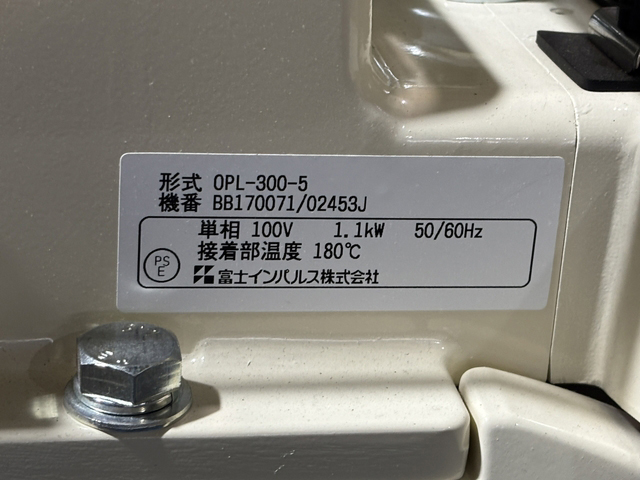 形式 OPL-300-5
機番 BB170071/02453J
単相 100V 1.1kW 50/60Hz
接着部温度 180℃
PS
E
富士インパルス株式会社